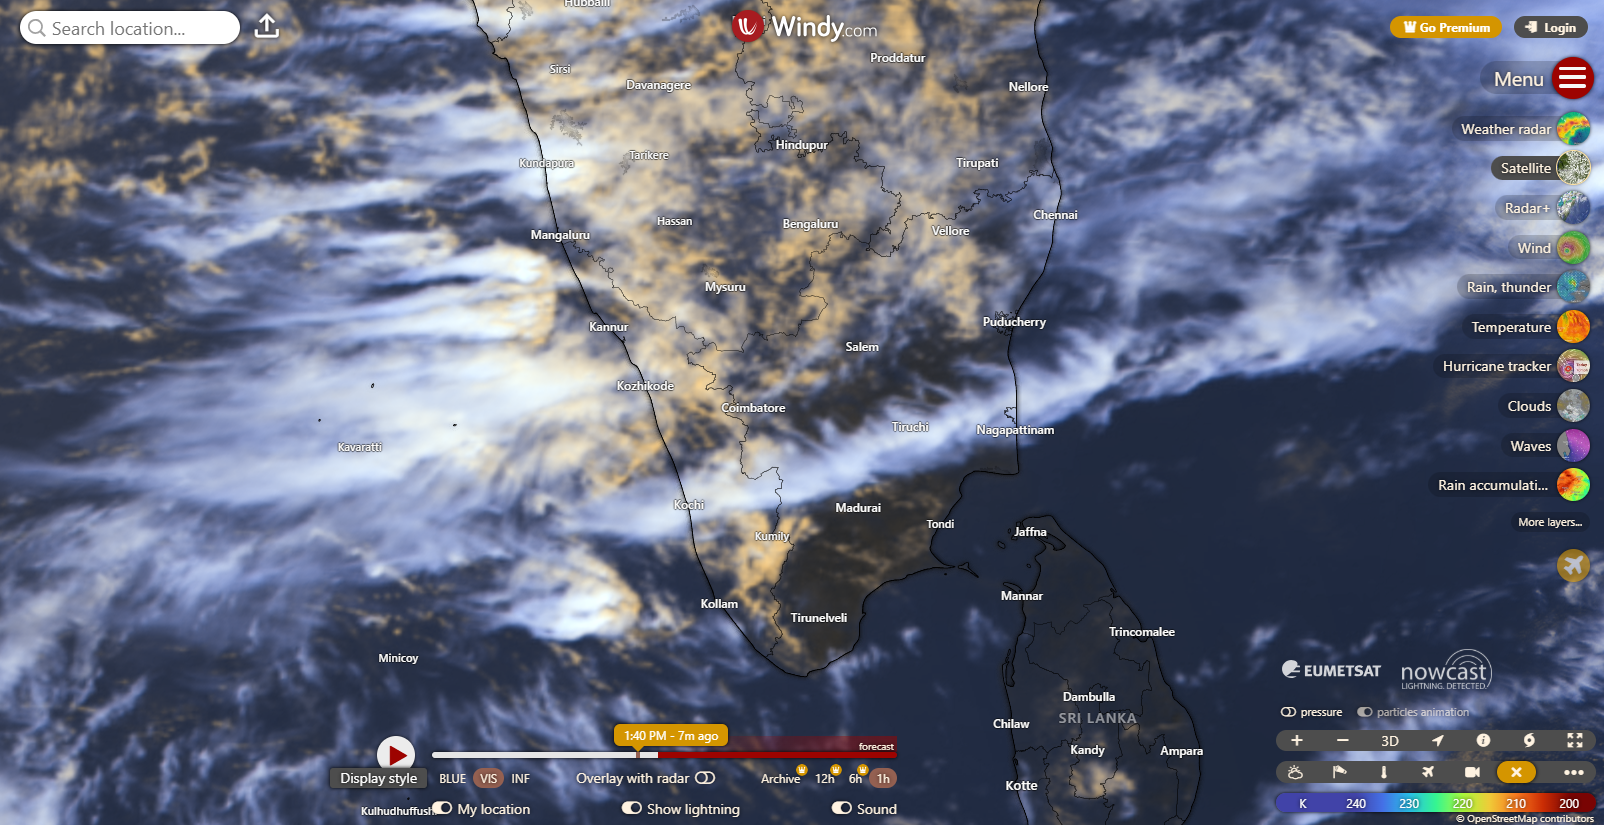 Hubballi
Search location...
Windy.com
Go Premium
Login
Sirsi
Davanagere
Proddatur
Nellore
Menu
Weather radar
Kundapura
Tarikere
Hindupur
Tirupati
Satellite
Radar+
Mangaluru
Hassan
Bengaluru
Vellore
Chennai
Wind
Mysuru
Rain, thunder
Kannur
Salem
Puducherry
Temperature
Kozhikode
Coimbatore
Hurricane tracker
Clouds
Kavaratti
Tiruchi
Nagapattinam
Waves
Rain accumulati...
Kochi
Madurai
Tondi
More layers...
Kumily
Jaffna
Kollam
Tirunelveli
Mannar
Trincomalee
Minicoy
EUMETSAT
nowcast
LIGHTNING. DETECTED.
Dambulla
SRI LANKA
Chilaw
pressure
particles animation
1:40 PM - 7m ago
forecast
Kandy
Ampara
3D
Display style
BLUE VIS INF
Overlay with radar
Archive 12h 6h 1h
Kotte
Kulhudhuffush
My location
Show lightning
Sound
K 240 230 220 210 200
© OpenStreetMap contributors